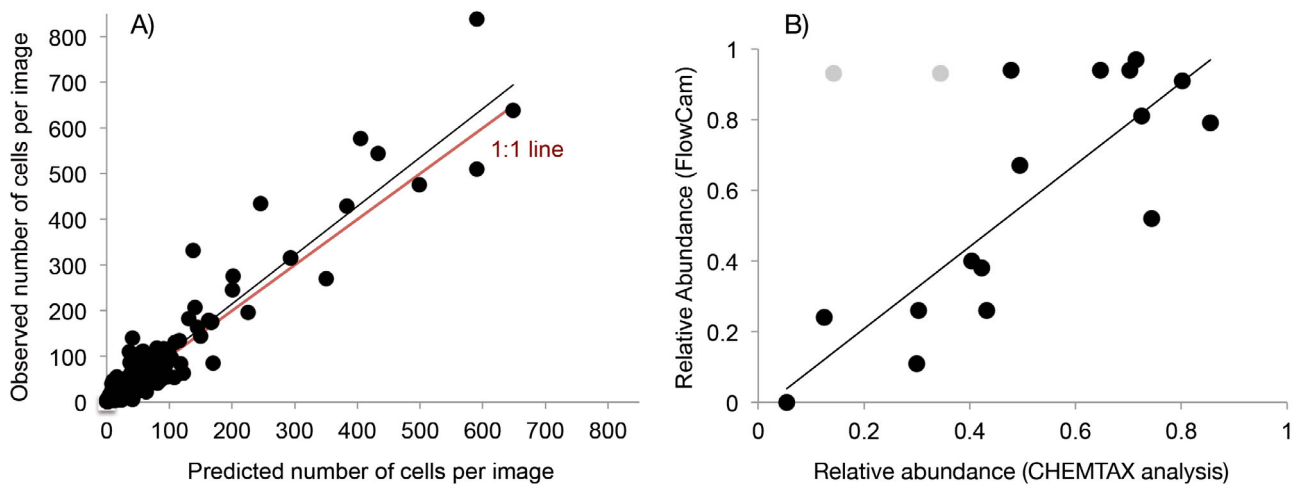 A)
Observed number of cells per image
800
700
600
500
400
300
200
100
0
1:1 line
0 100 200 300 400 500 600 700 800
Predicted number of cells per image
B)
Relative Abundance (FlowCam)
1
0.8
0.6
0.4
0.2
0
0 0.2 0.4 0.6 0.8 1
Relative abundance (CHEMTAX analysis)